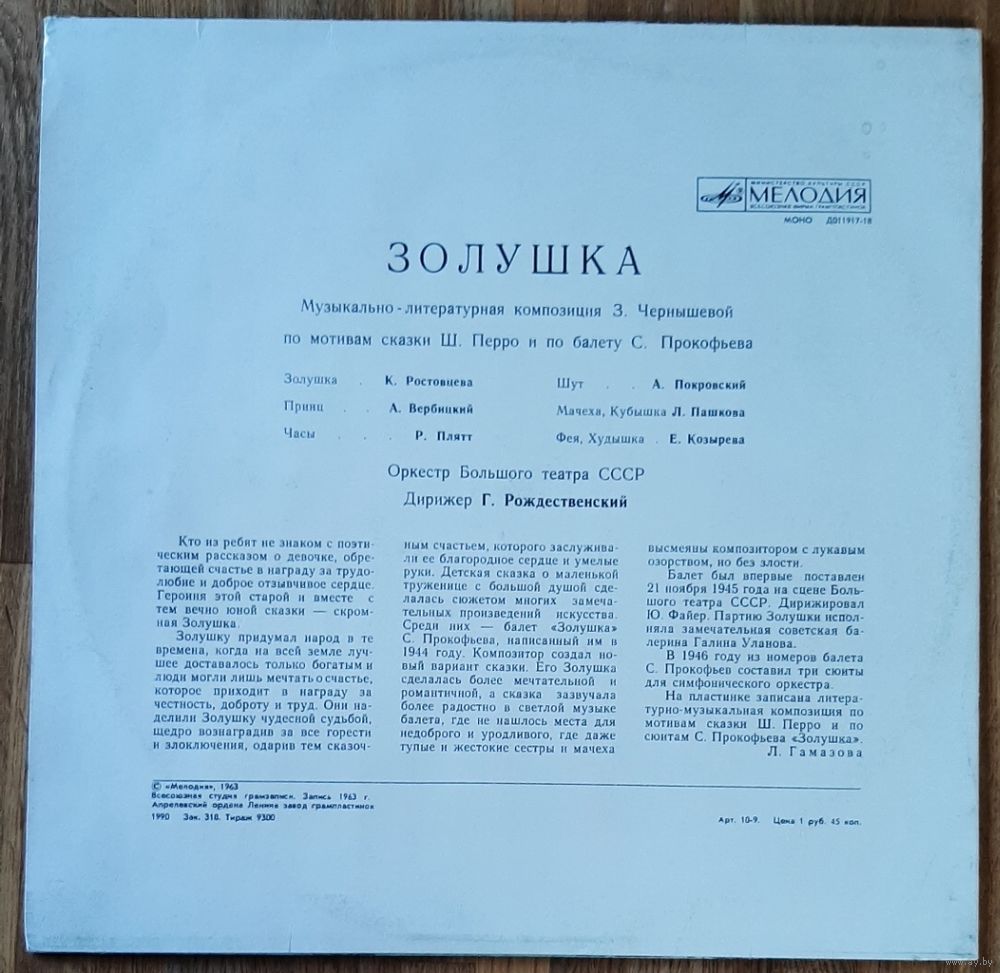 МИНИСТЕРСТВО КУЛЬТУРЫ СССР
МЕЛОДИЯ
ВСЕСОЮЗНАЯ ФИРМА ГРАМПЛАСТИНОК
МОНО Д011917-18
ЗОЛУШКА
Музыкально-литературная композиция З. Чернышевой
по мотивам сказки Ш. Перро и по балету С. Прокофьева
Золушка . К. Ростовцева
Принц . . А. Вербицкий
Часы . . . Р. Плятт
Шут . . А. Покровский
Мачеха, Кубышка Л. Пашкова
Фея, Худышка . Е. Козырева
Оркестр Большого театра СССР
Дирижер Г. Рождественский
Кто из ребят не знаком с поэти-
ческим рассказом о девочке, обре-
тающей счастье в награду за трудо-
любие и доброе отзывчивое сердце.
Героиня этой старой и вместе с
тем вечно юной сказки — скром-
ная Золушка.
Золушку придумал народ в те
времена, когда на всей земле луч-
шее доставалось только богатым и
люди могли лишь мечтать о счастье,
которое приходит в награду за
честность, доброту и труд. Они на-
делили Золушку чудесной судьбой,
щедро вознаградив за все горести
и злоключения, одарив тем сказоч-
ным счастьем, которого заслужива-
ли ее благородное сердце и умелые
руки. Детская сказка о маленькой
труженице с большой душой сде-
лалась сюжетом многих замеча-
тельных произведений искусства.
Среди них — балет «Золушка»
С. Прокофьева, написанный им в
1944 году. Композитор создал но-
вый вариант сказки. Его Золушка
сделалась более мечтательной и
романтичной, а сказка зазвучала
более радостно в светлой музыке
балета, где не нашлось места для
недоброго и уродливого, где даже
тупые и жестокие сестры и мачеха
высмеяны композитором с лукавым
озорством, но без злости.
Балет был впервые поставлен
21 ноября 1945 года на сцене Боль-
шого театра СССР. Дирижировал
Ю. Файер. Партию Золушки испол-
няла замечательная советская ба-
лерина Галина Уланова.
В 1946 году из номеров балета
С. Прокофьев составил три сюиты
для симфонического оркестра.
На пластинке записана литера-
турно-музыкальная композиция по
мотивам сказки Ш. Перро и по
сюитам С. Прокофьева «Золушка».
Л. Гамазова
© «Мелодия», 1963
Всесоюзная студия грамзаписи. Запись 1963 г.
Апрелевский ордена Ленина завод грампластинок
1990 Зак. 318. Тираж 9300
Арт. 10-9. Цена 1 руб. 45 коп.
www.ay.by